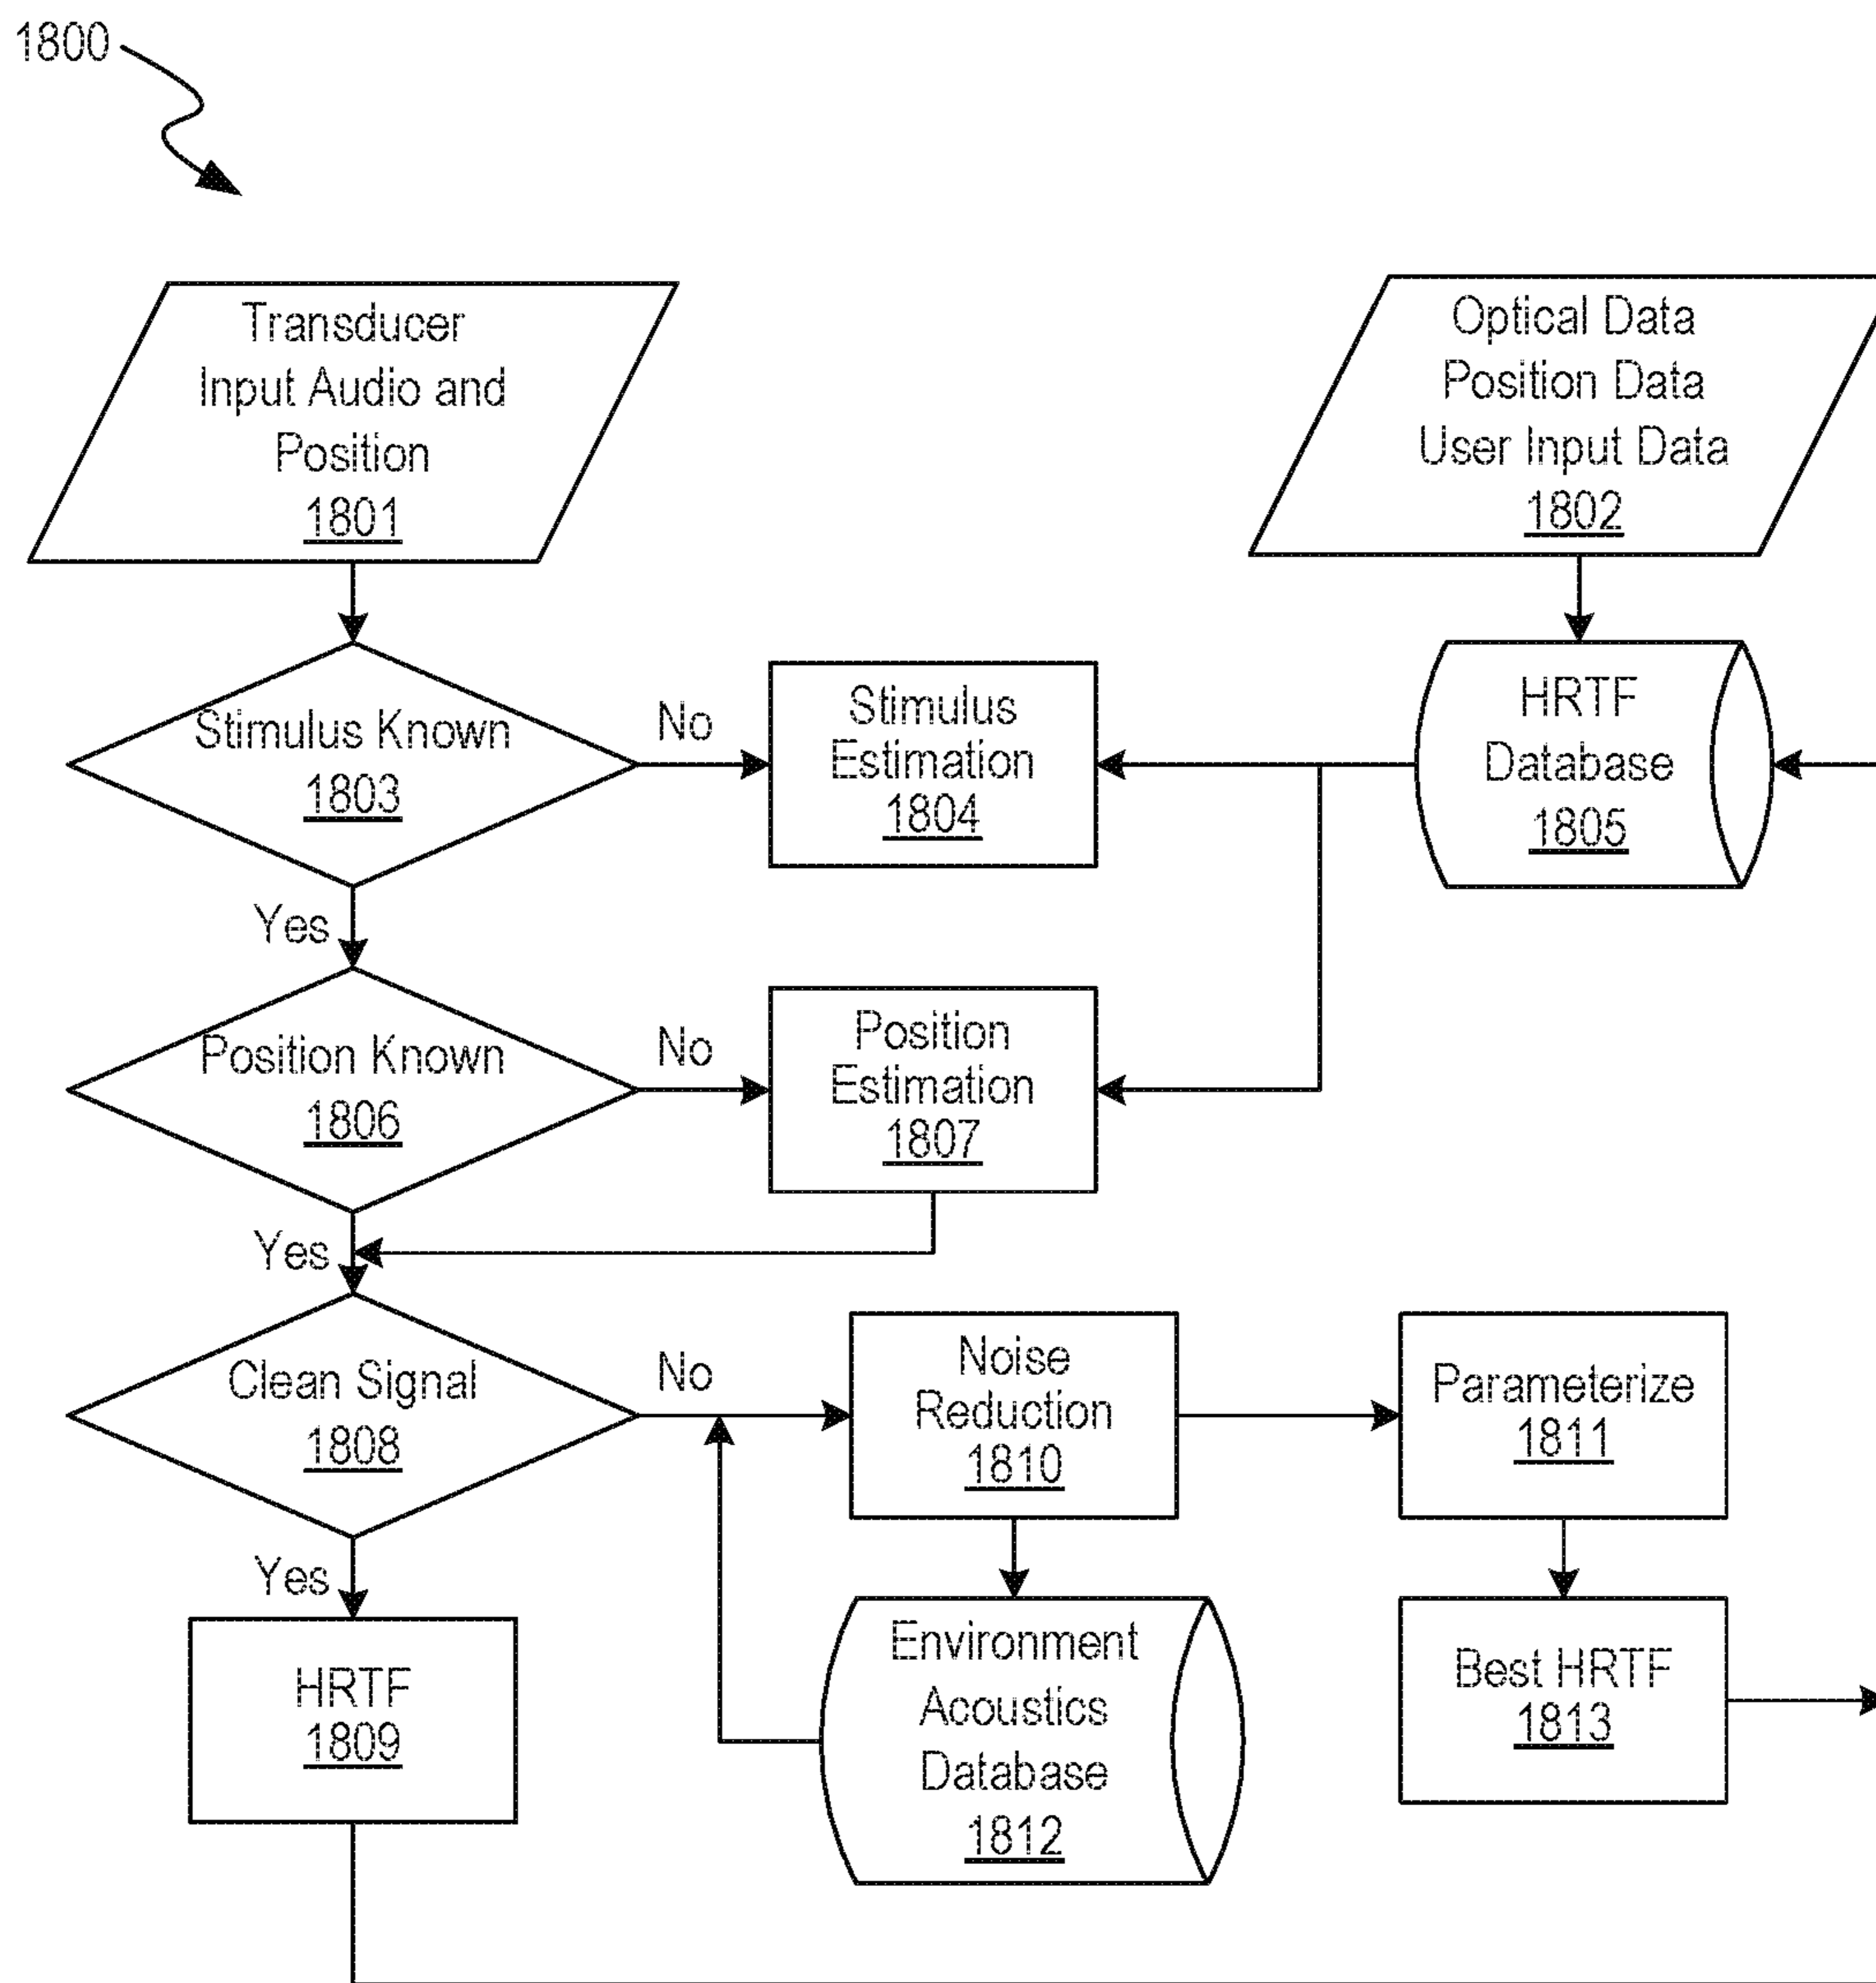 1800
Transducer
Input Audio and
Position
1801
Optical Data
Position Data
User Input Data
1802
Stimulus Known
1803
No
Stimulus
Estimation
1804
HRTF
Database
1805
Yes
Position Known
1806
No
Position
Estimation
1807
Yes
Clean Signal
1808
No
Noise
Reduction
1810
Parameterize
1811
Yes
HRTF
1809
Environment
Acoustics
Database
1812
Best HRTF
1813